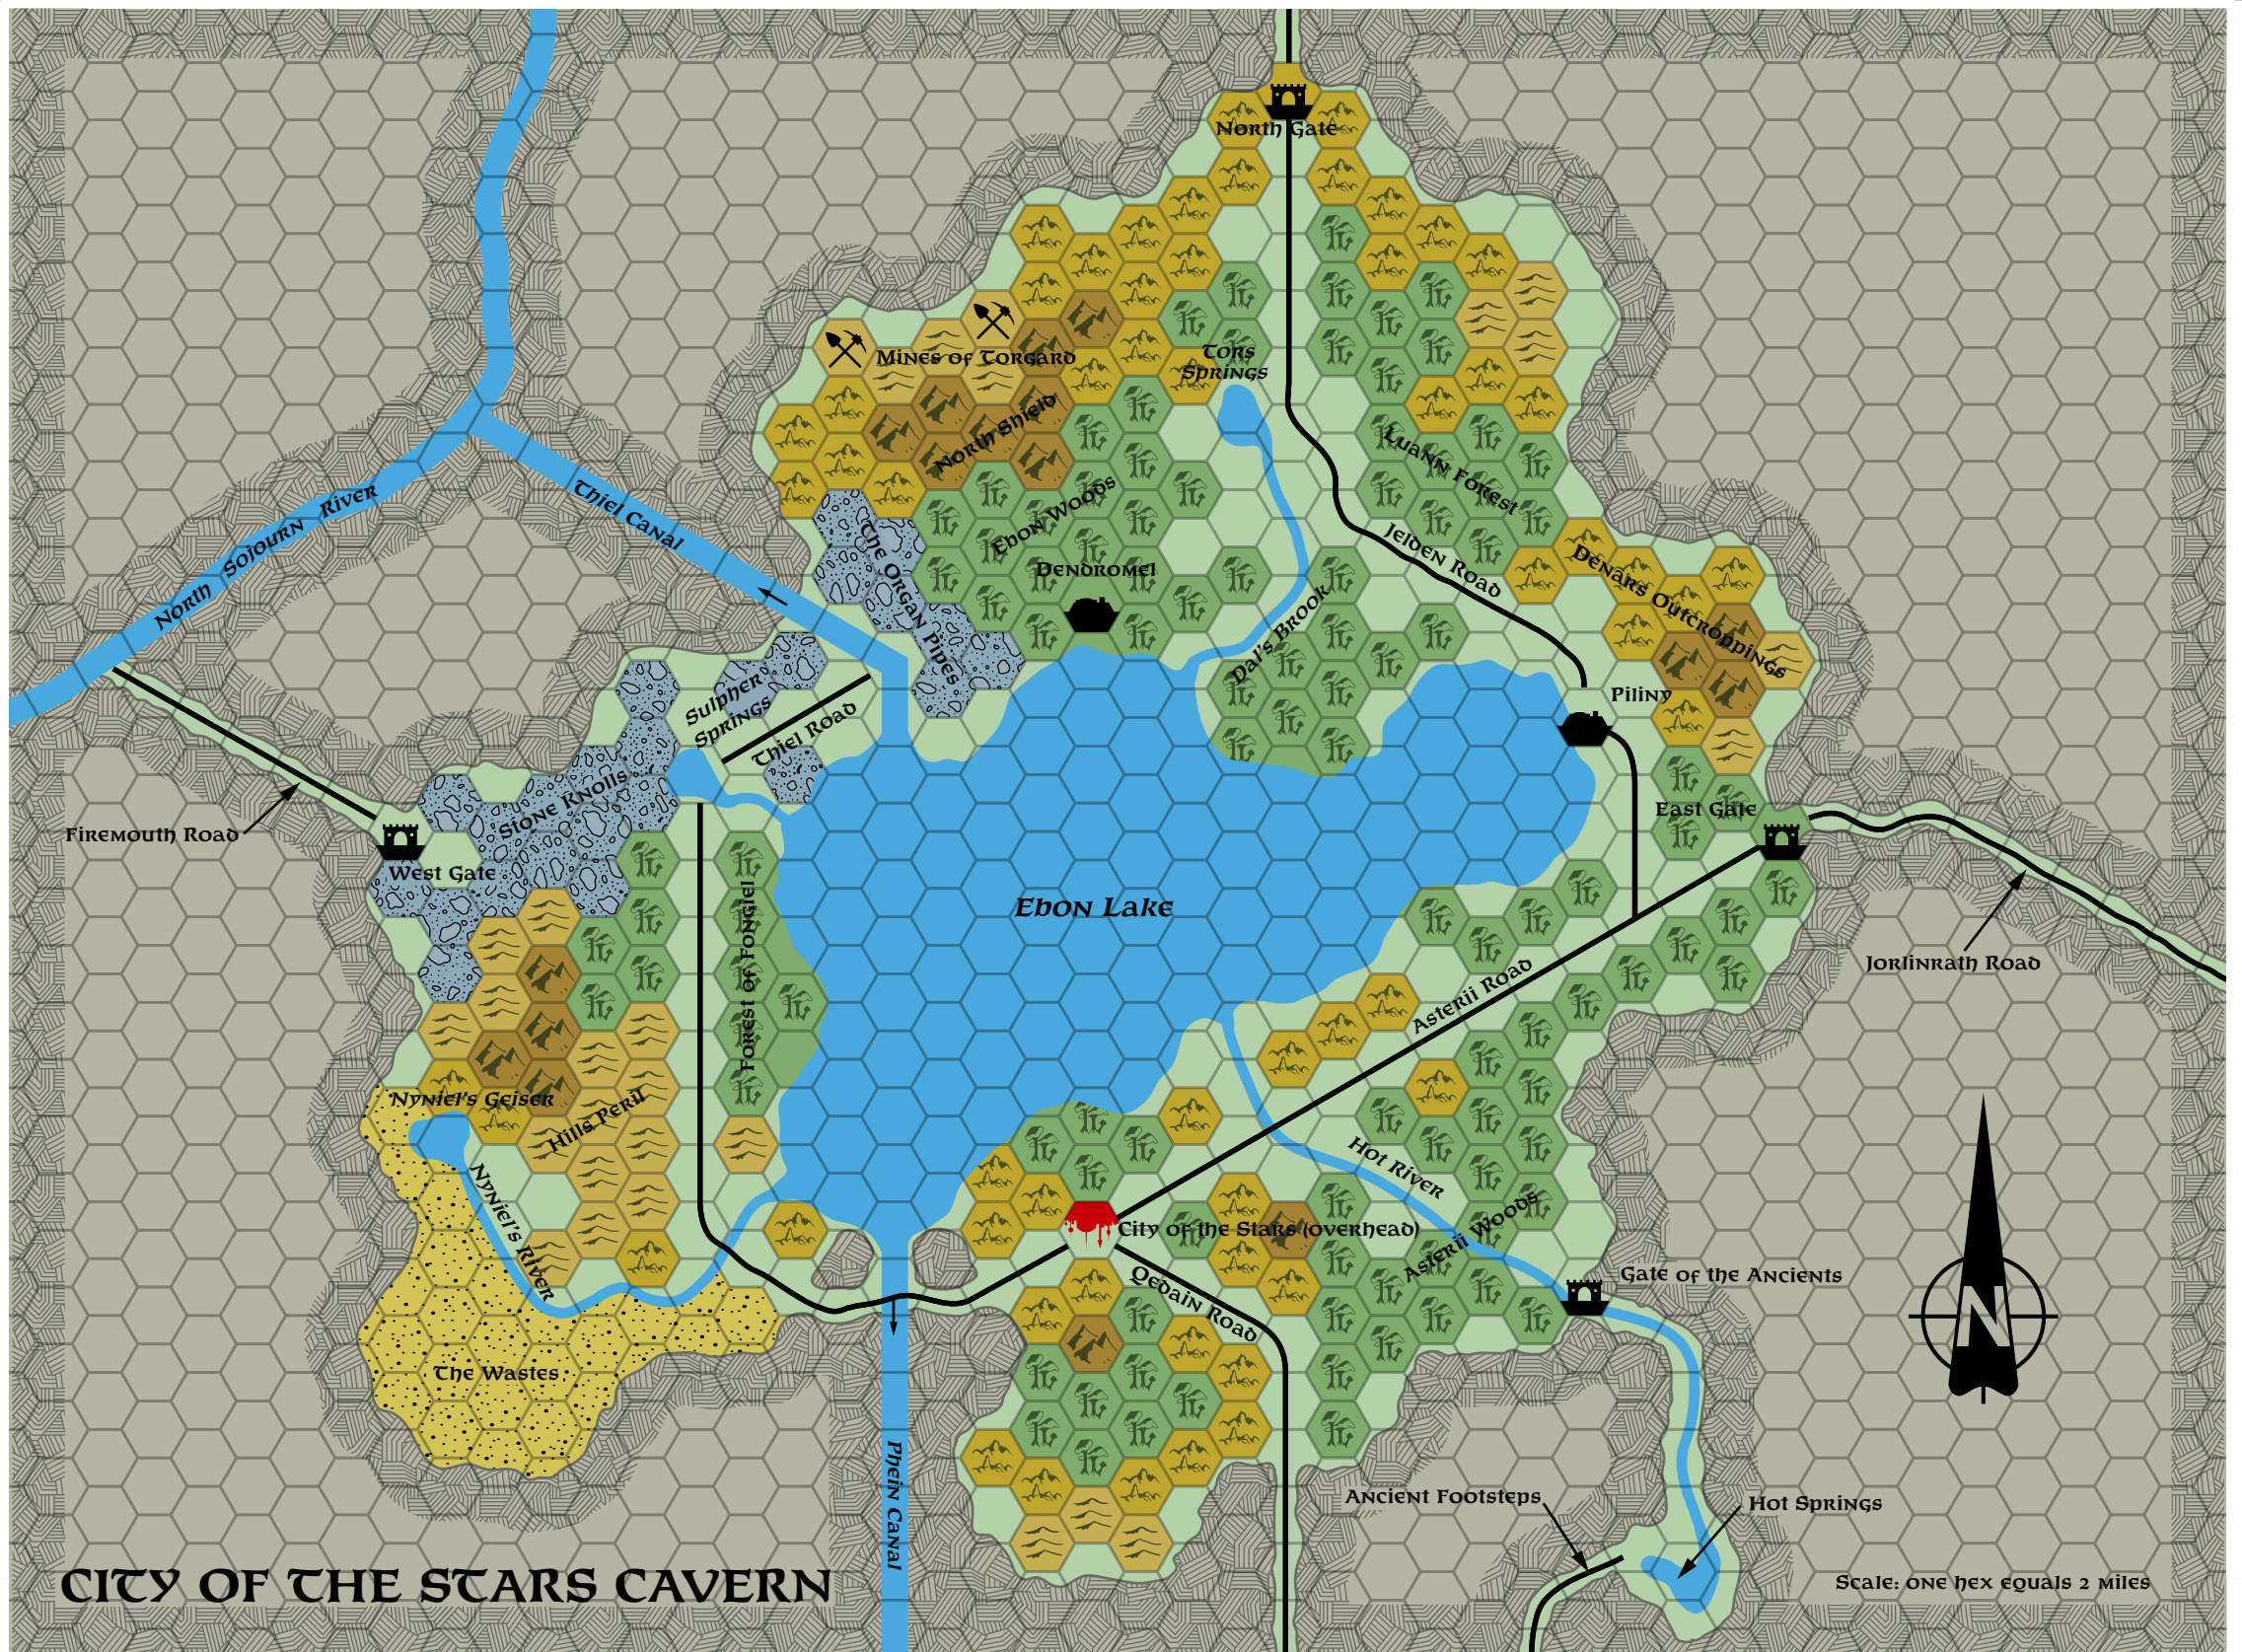 North Gate
Tors
Springs
Mines of Torgard
North Shield
Luann Forest
North Sojourn River
Thiel Canal
The Organ Pipes
Ebon Woods
Dendromel
Jeiden Road
Denars Outcroppings
Dal's Brook
Sulpher
Springs
Thiel Road
Piliny
Stone Knolls
East Gate
Firemouth Road
West Gate
Ebon Lake
Forest of Fongiel
Jorlinrath Road
Asterii Road
Nyniel's Geiser
Hills Peril
Hot River
Nyniel's River
City of the Stars (overhead)
Asterii Woods
Gate of the Ancients
Qedain Road
N
The Wastes
Phein Canal
Ancient Footsteps
Hot Springs
City of the Stars Cavern
Scale: one hex equals 2 miles